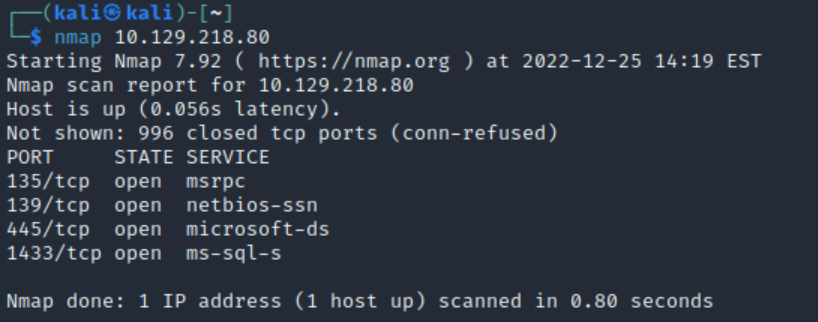 ┌──(kali㉿kali)-[~]
└─$ nmap 10.129.218.80
Starting Nmap 7.92 ( https://nmap.org ) at 2022-12-25 14:19 EST
Nmap scan report for 10.129.218.80
Host is up (0.056s latency).
Not shown: 996 closed tcp ports (conn-refused)
PORT     STATE SERVICE
135/tcp  open  msrpc
139/tcp  open  netbios-ssn
445/tcp  open  microsoft-ds
1433/tcp open  ms-sql-s
Nmap done: 1 IP address (1 host up) scanned in 0.80 seconds